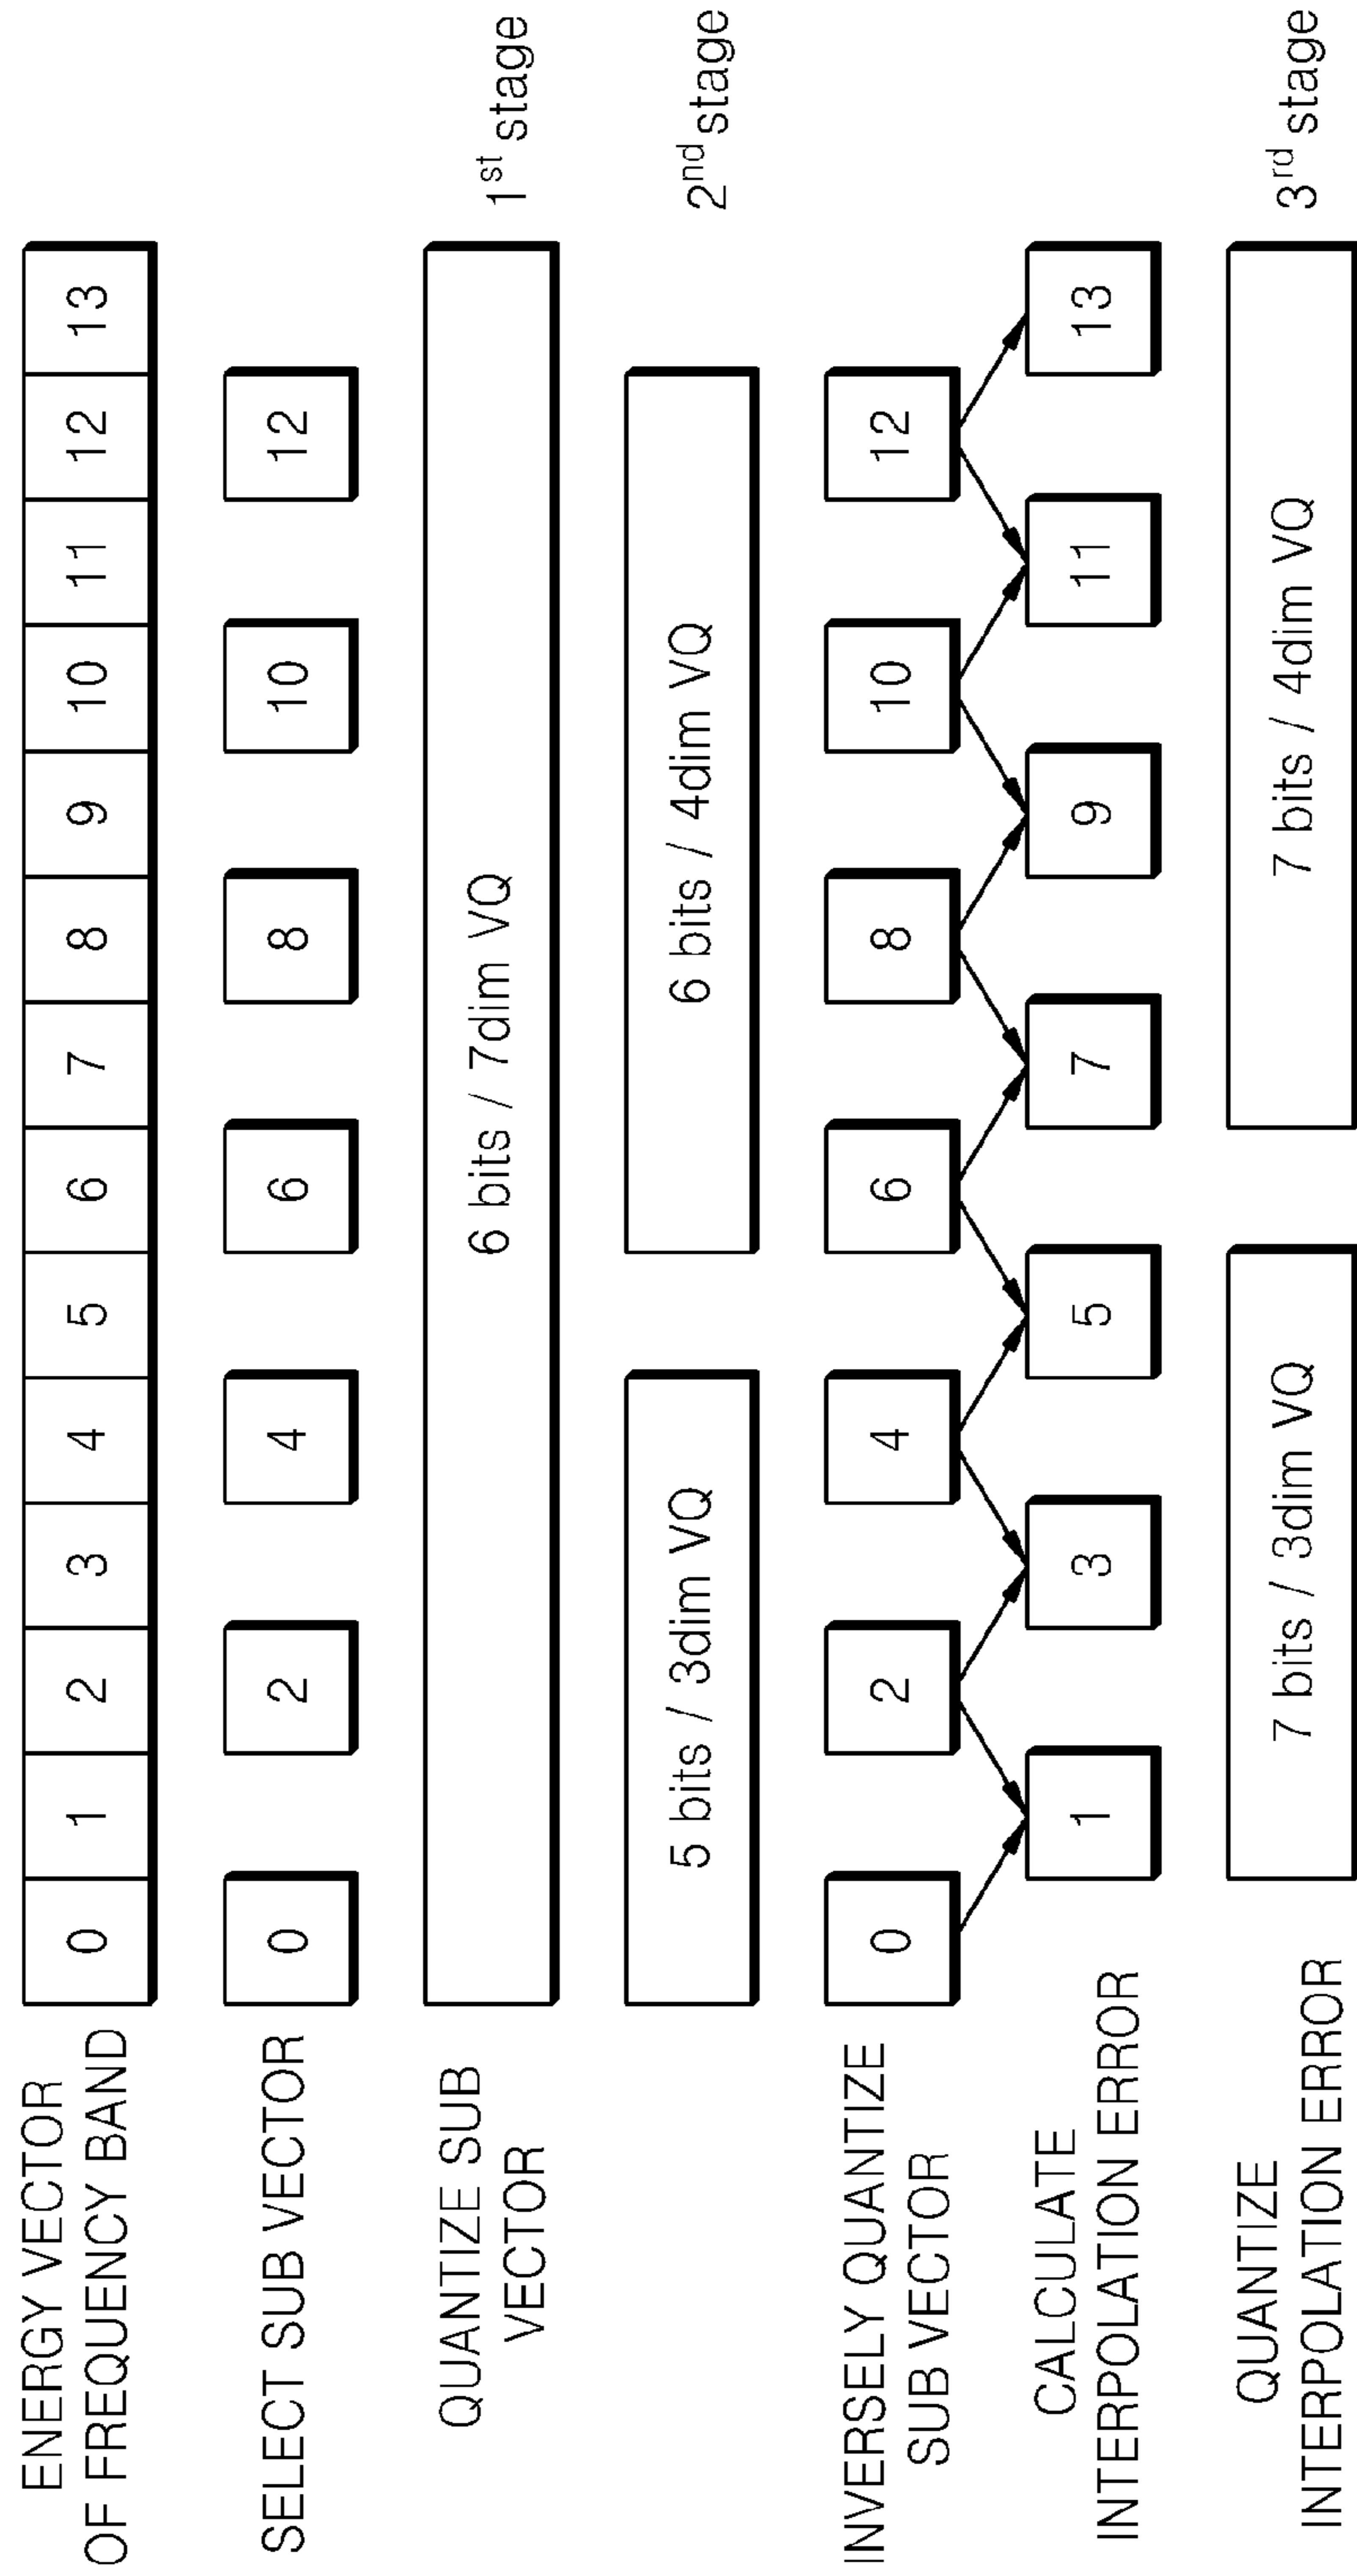 ENERGY VECTOR
OF FREQUENCY BAND
0 1 2 3 4 5 6 7 8 9 10 11 12 13
SELECT SUB VECTOR
0 2 4 6 8 10 12
QUANTIZE SUB
VECTOR
6 bits / 7dim VQ
1st stage
5 bits / 3dim VQ
6 bits / 4dim VQ
2nd stage
INVERSELY QUANTIZE
SUB VECTOR
0 2 4 6 8 10 12
CALCULATE
INTERPOLATION ERROR
1 3 5 7 9 11 13
QUANTIZE
INTERPOLATION ERROR
7 bits / 3dim VQ
7 bits / 4dim VQ
3rd stage